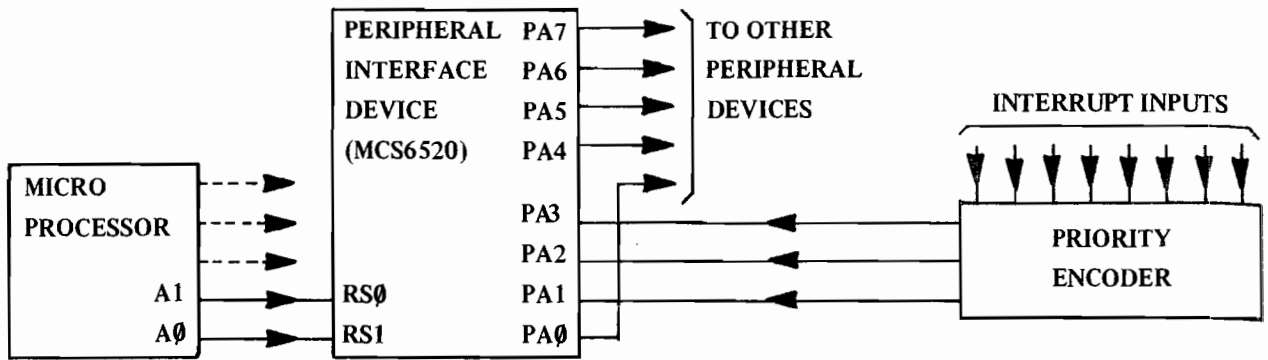 PERIPHERAL
INTERFACE
DEVICE
(MCS6520)
PA7
PA6
PA5
PA4
PA3
PA2
PA1
PAØ
RSØ
RS1
TO OTHER
PERIPHERAL
DEVICES
INTERRUPT INPUTS
MICRO
PROCESSOR
A1
AØ
PRIORITY
ENCODER